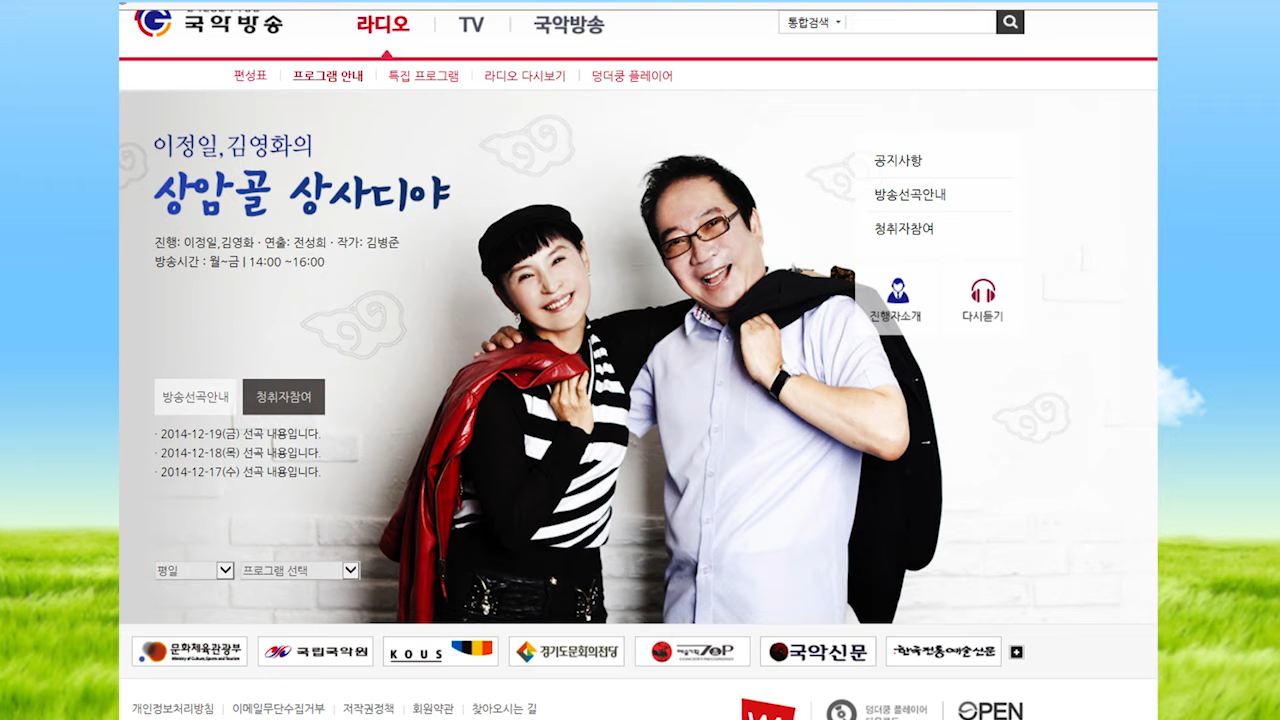 국악방송
라디오
TV
국악방송
통합검색
편성표
프로그램 안내
특집 프로그램
라디오 다시보기
덩더쿵 플레이어
이정일,김영화의
상암골 상사디야
진행: 이정일,김영화 · 연출: 전성희 · 작가: 김병준
방송시간 : 월~금 | 14:00 ~16:00
공지사항
방송선곡안내
청취자참여
진행자소개
다시듣기
방송선곡안내
청취자참여
· 2014-12-19(금) 선곡 내용입니다.
· 2014-12-18(목) 선곡 내용입니다.
· 2014-12-17(수) 선곡 내용입니다.
평일
프로그램 선택
문화체육관광부
Ministry of Culture, Sports and Tourism
국립국악원
KOUS
경기도문화의전당
예술기획 TOP
국악신문
한국전통예술신문
개인정보처리방침
이메일무단수집거부
저작권정책
회원약관
찾아오시는 길
덩더쿵 플레이어
OPEN